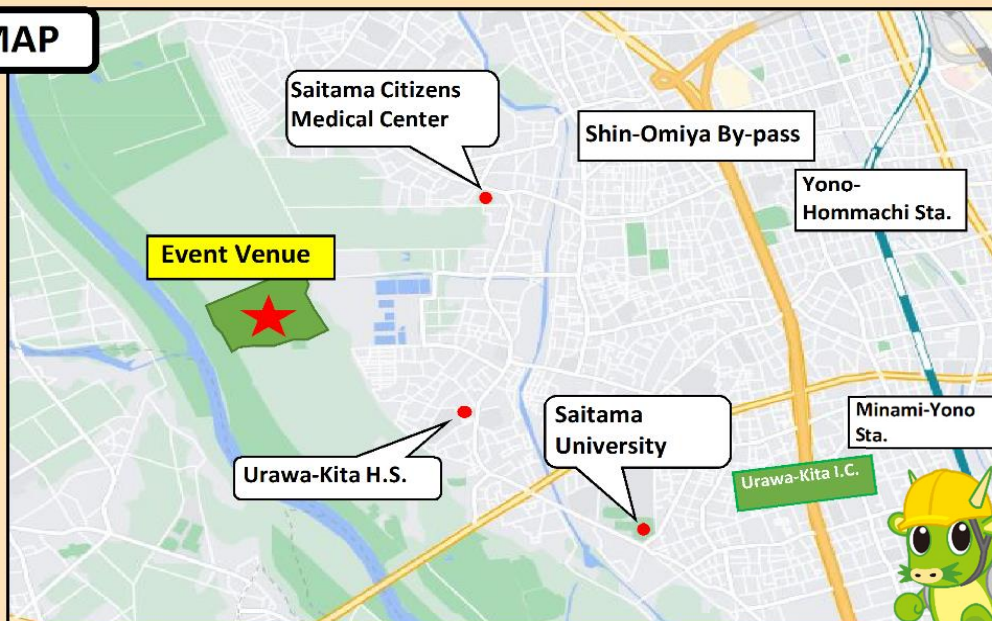 MAP
Saitama Citizens
Medical Center
Shin-Omiya By-pass
Yono-
Hommachi Sta.
Event Venue
Saitama
University
Minami-Yono
Sta.
Urawa-Kita H.S.
Urawa-Kita I.C.